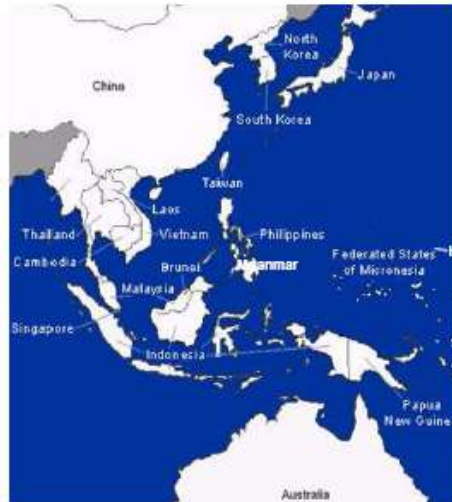 North
Korea
China
Japan
South Korea
Taiwan
Laos
Thailand
Vietnam
Philippines
Cambodia
Federated States
of Micronesia
Brunei
Myanmar
Malaysia
Singapore
Indonesia
Papua
New Guine
Australia